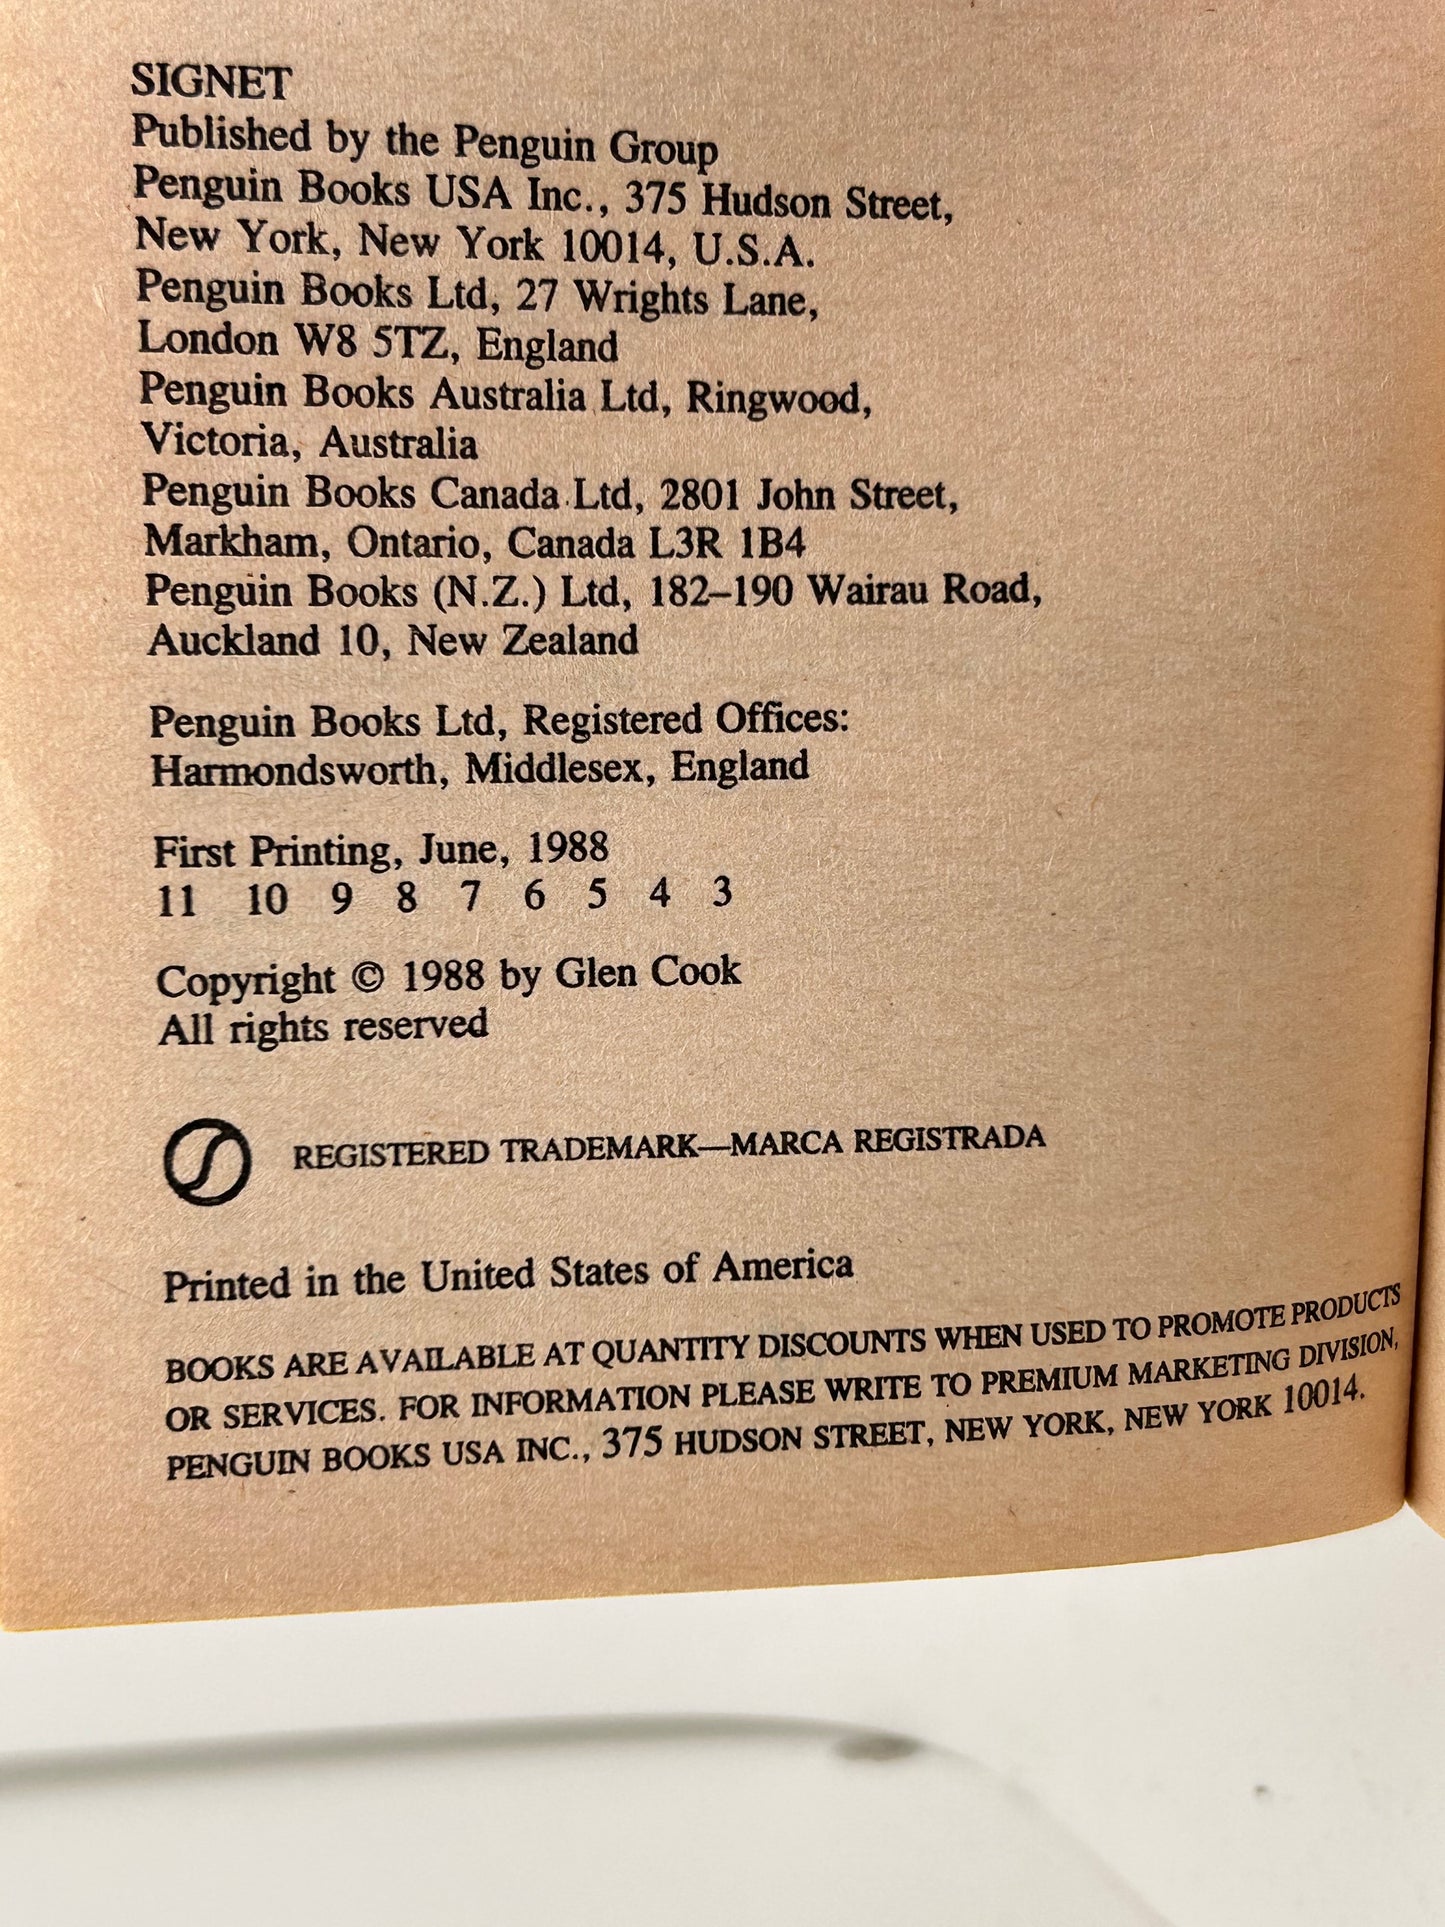 SIGNET
Published by the Penguin Group
Penguin Books USA Inc., 375 Hudson Street,
New York, New York 10014, U.S.A.
Penguin Books Ltd, 27 Wrights Lane,
London W8 5TZ, England
Penguin Books Australia Ltd, Ringwood,
Victoria, Australia
Penguin Books Canada Ltd, 2801 John Street,
Markham, Ontario, Canada L3R 1B4
Penguin Books (N.Z.) Ltd, 182–190 Wairau Road,
Auckland 10, New Zealand
Penguin Books Ltd, Registered Offices:
Harmondsworth, Middlesex, England
First Printing, June, 1988
11 10 9 8 7 6 5 4 3
Copyright © 1988 by Glen Cook
All rights reserved
REGISTERED TRADEMARK—MARCA REGISTRADA
Printed in the United States of America
BOOKS ARE AVAILABLE AT QUANTITY DISCOUNTS WHEN USED TO PROMOTE PRODUCTS
OR SERVICES. FOR INFORMATION PLEASE WRITE TO PREMIUM MARKETING DIVISION,
PENGUIN BOOKS USA INC., 375 HUDSON STREET, NEW YORK, NEW YORK 10014.